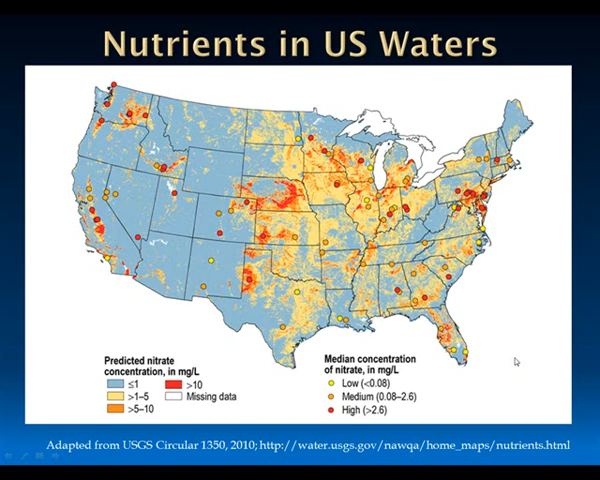 Nutrients in US Waters
Predicted nitrate
concentration, in mg/L
≤1
>1–5
>5–10
>10
Missing data
Median concentration
of nitrate, in mg/L
Low (<0.08)
Medium (0.08–2.6)
High (>2.6)
Adapted from USGS Circular 1350, 2010; http://water.usgs.gov/nawqa/home_maps/nutrients.html